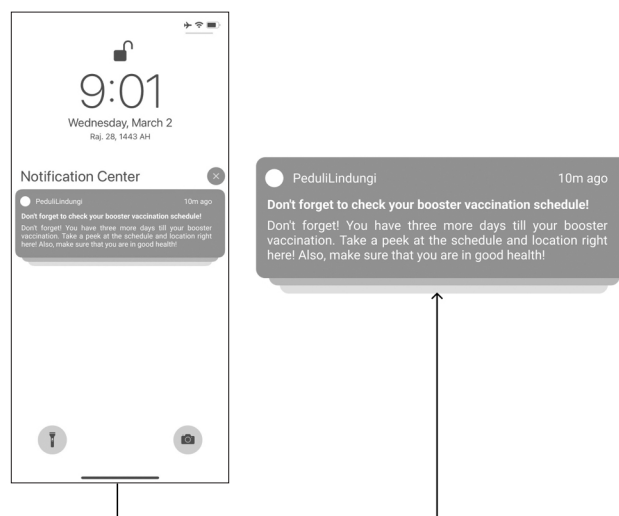 9:01
Wednesday, March 2
Raj. 28, 1443 AH
Notification Center
PeduliLindungi 10m ago
Don't forget to check your booster vaccination schedule!
Don't forget! You have three more days till your booster
vaccination. Take a peek at the schedule and location right
here! Also, make sure that you are in good health!
PeduliLindungi 10m ago
Don't forget to check your booster vaccination schedule!
Don't forget! You have three more days till your booster
vaccination. Take a peek at the schedule and location right
here! Also, make sure that you are in good health!